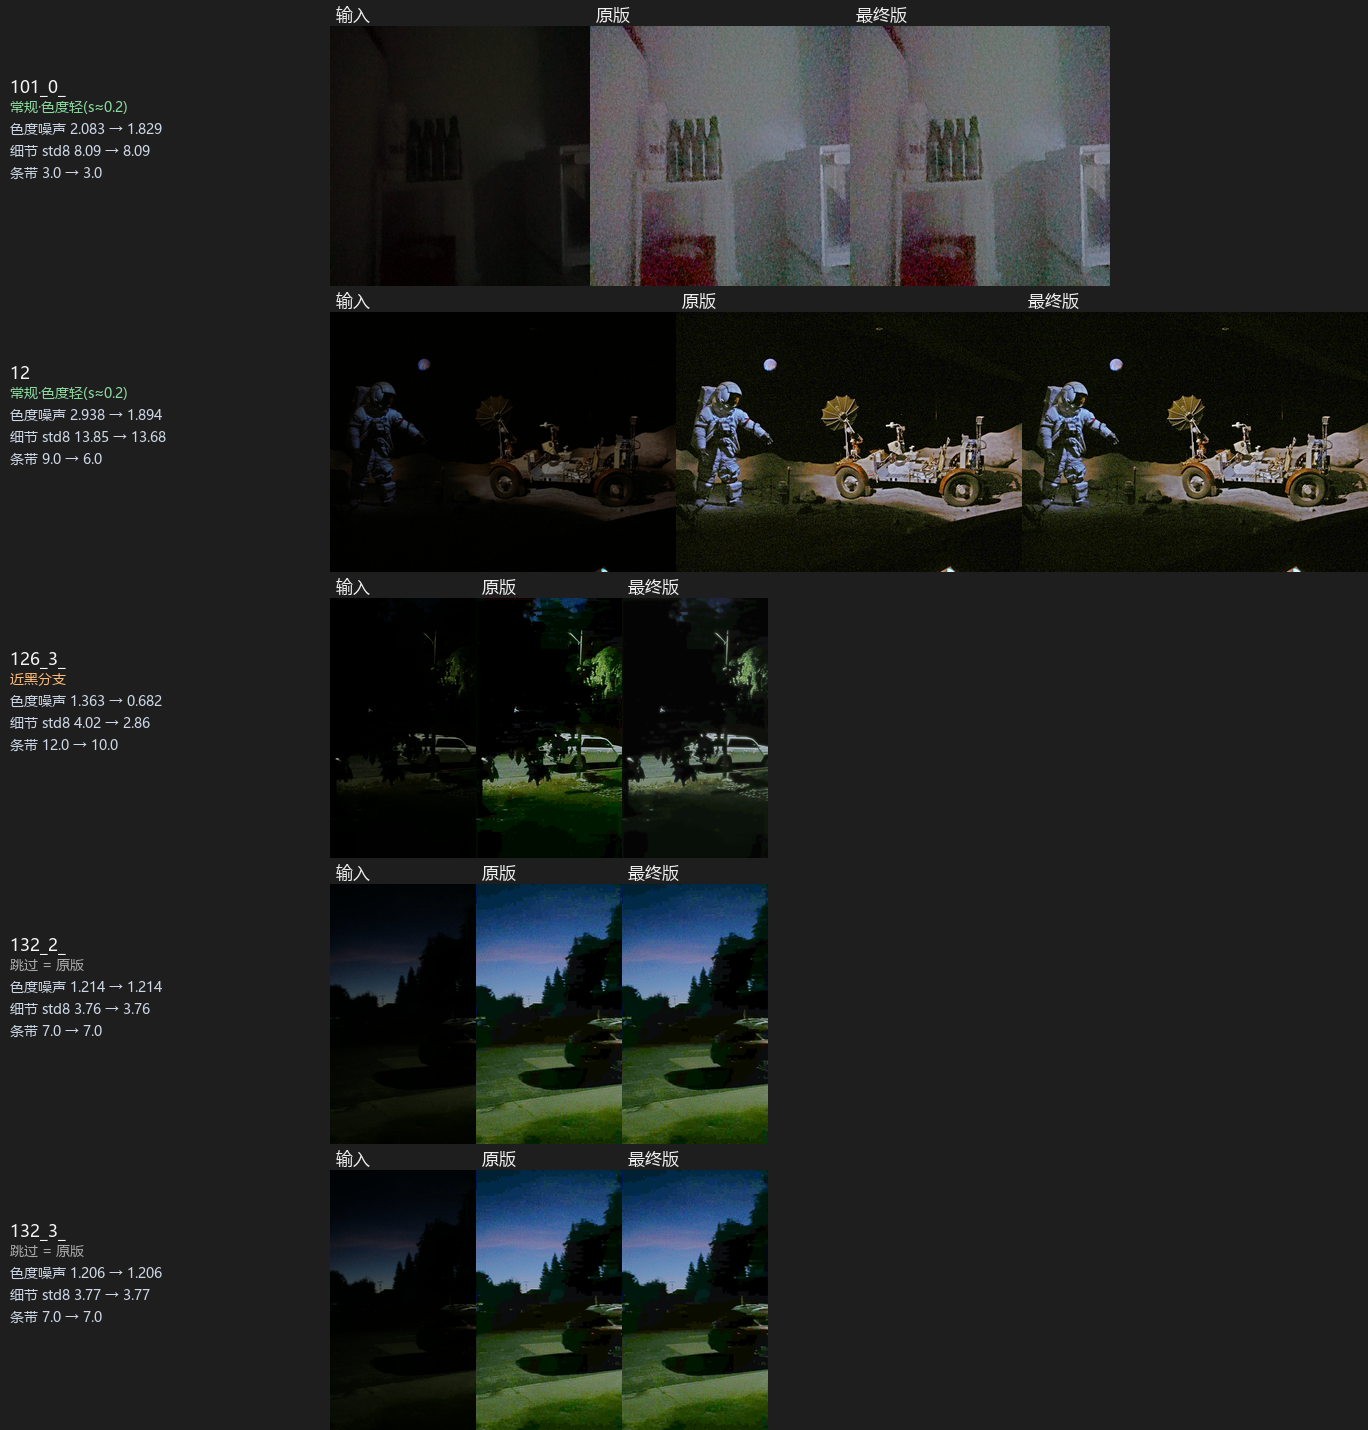 输入 原版 最终版
101_0_
常规·色度轻(s≈0.2)
色度噪声 2.083 → 1.829
细节 std8 8.09 → 8.09
条带 3.0 → 3.0
输入 原版 最终版
12
常规·色度轻(s≈0.2)
色度噪声 2.938 → 1.894
细节 std8 13.85 → 13.68
条带 9.0 → 6.0
输入 原版 最终版
126_3_
近黑分支
色度噪声 1.363 → 0.682
细节 std8 4.02 → 2.86
条带 12.0 → 10.0
输入 原版 最终版
132_2_
跳过 = 原版
色度噪声 1.214 → 1.214
细节 std8 3.76 → 3.76
条带 7.0 → 7.0
输入 原版 最终版
132_3_
跳过 = 原版
色度噪声 1.206 → 1.206
细节 std8 3.77 → 3.77
条带 7.0 → 7.0